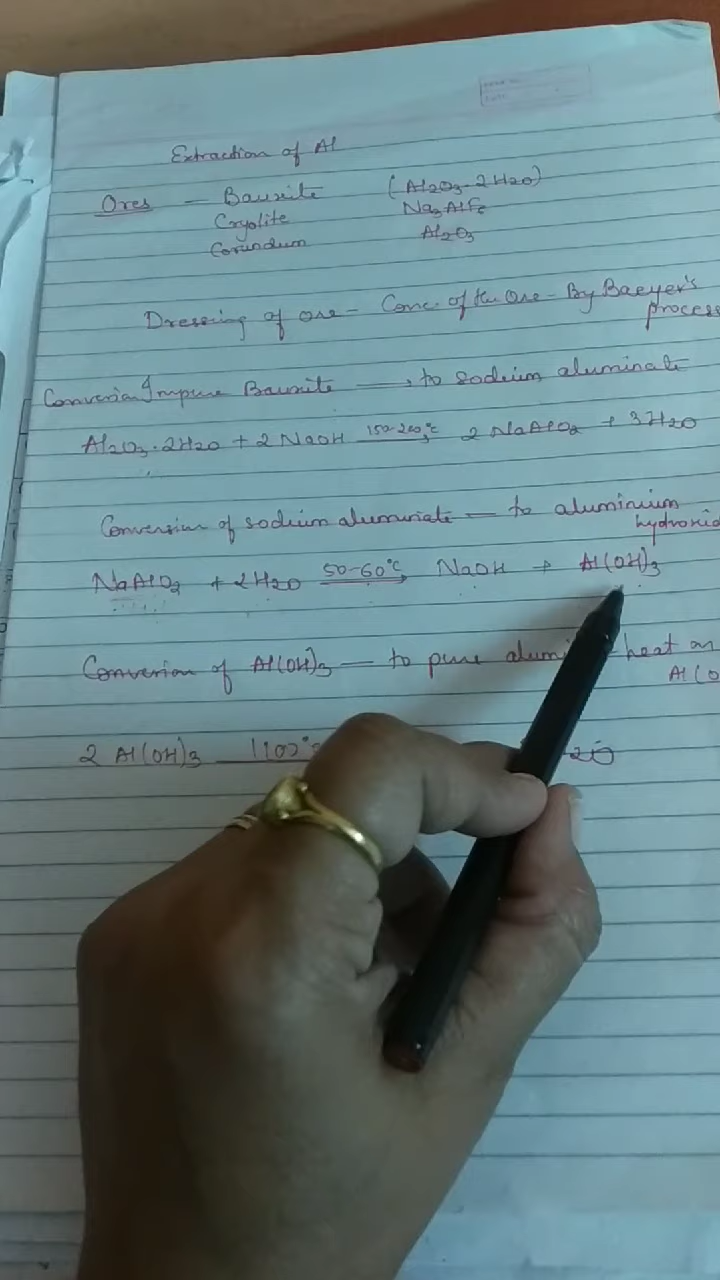 Extraction of Al
Ores - Bauxite (Al2O3-2H2O)
Cryolite Na3AlF6
Corundum Al2O3
Dressing of ore - Conc of the Ore - By Baeyer's process
Conversion Impure Bauxite → to sodium aluminate
Al2O3.2H2O + 2 NaOH 150-200°C 2 NaAlO2 + 3H2O
Conversion of sodium aluminate - to aluminium
NaAlO2 + 2H2O 50-60°C → NaOH + Al(OH)3
Conversion of Al(OH)3 - to pure heat on
2 Al(OH)3